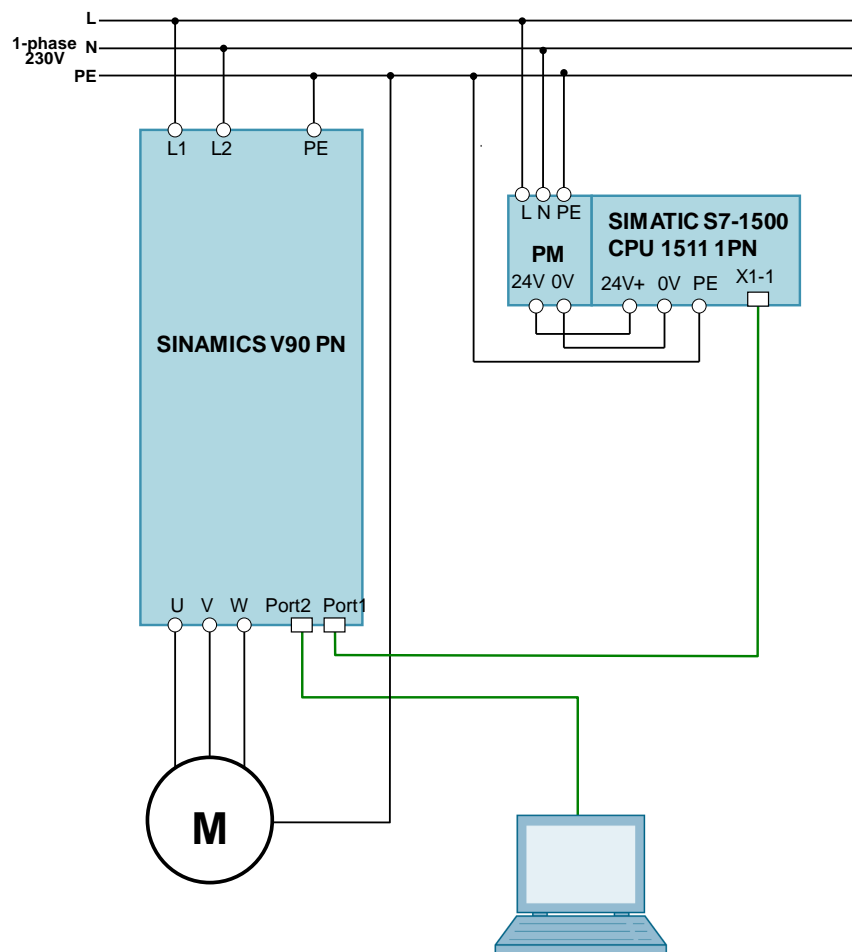 L
1-phase N
230V
PE
L1 L2 PE
L N PE
SIMATIC S7-1500
CPU 1511 1PN
PM
24V 0V 24V+ 0V PE X1-1
SINAMICS V90 PN
U V W Port2 Port1
M